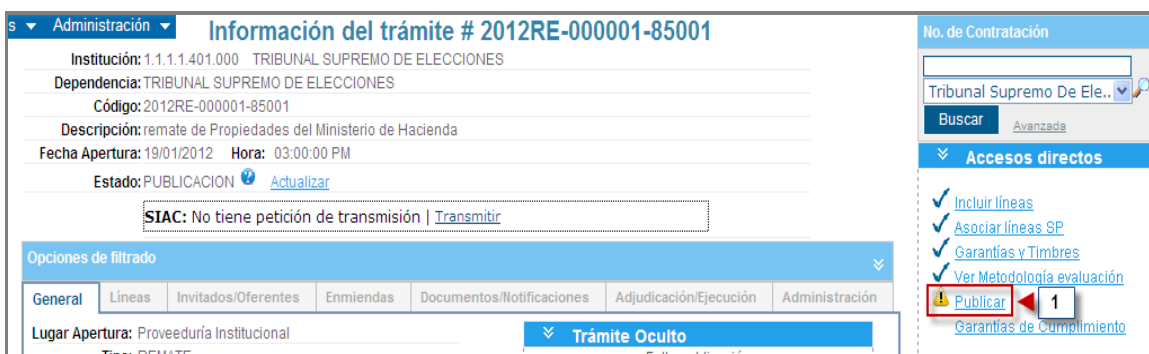 s Administración
Información del trámite # 2012RE-000001-85001
Institución: 1.1.1.1.401.000 TRIBUNAL SUPREMO DE ELECCIONES
Dependencia: TRIBUNAL SUPREMO DE ELECCIONES
Código: 2012RE-000001-85001
Descripción: remate de Propiedades del Ministerio de Hacienda
Fecha Apertura: 19/01/2012 Hora: 03:00:00 PM
Estado: PUBLICACION Actualizar
SIAC: No tiene petición de transmisión | Transmitir
Opciones de filtrado
General Líneas Invitados/Oferentes Enmiendas Documentos/Notificaciones Adjudicación/Ejecución Administración
Lugar Apertura: Proveeduría Institucional
Tipo: REMATE
Trámite Oculto
No. de Contratación
Tribunal Supremo De Ele..
Buscar Avanzada
Accesos directos
Incluir líneas
Asociar líneas SP
Garantías y Timbres
Ver Metodología evaluación
Publicar 1
Garantías de Cumplimiento